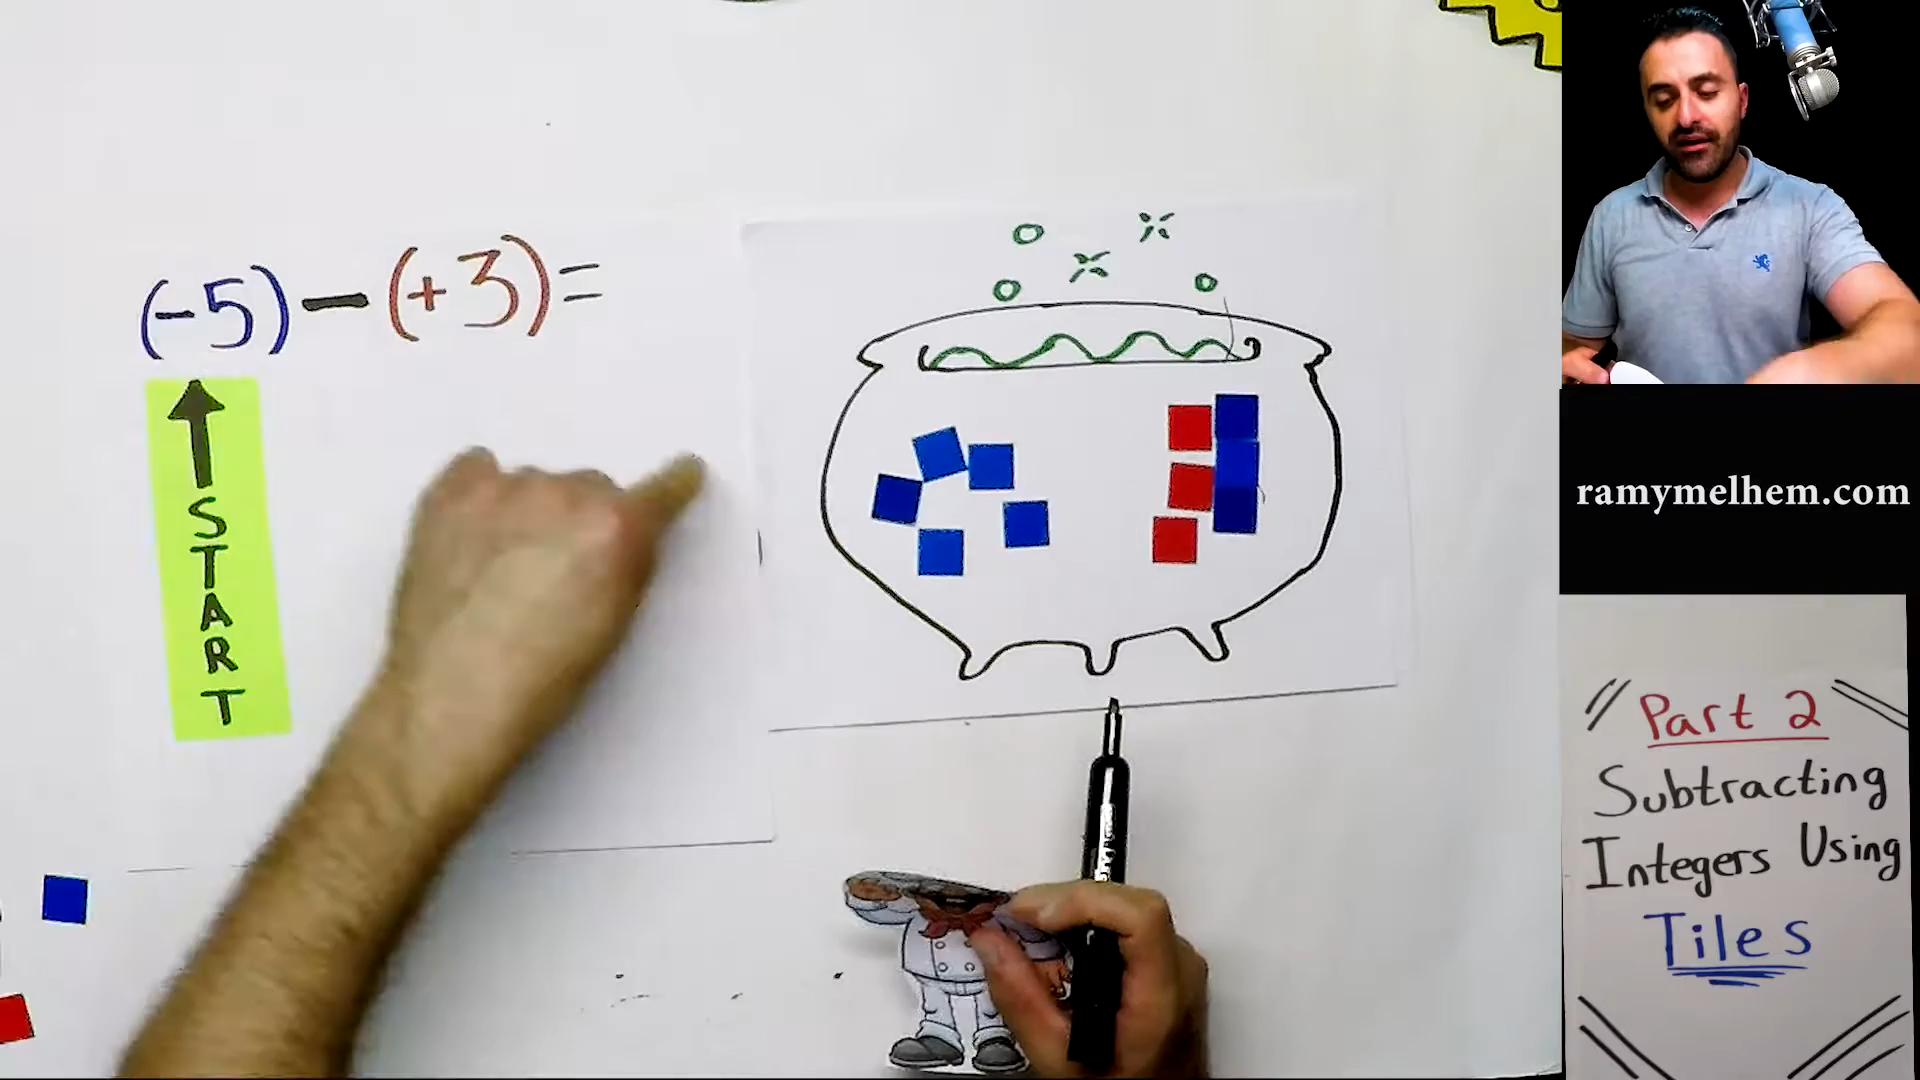 (-5) - (+3) =
START
ramymelhem.com
Part 2
Subtracting
Integers Using
Tiles